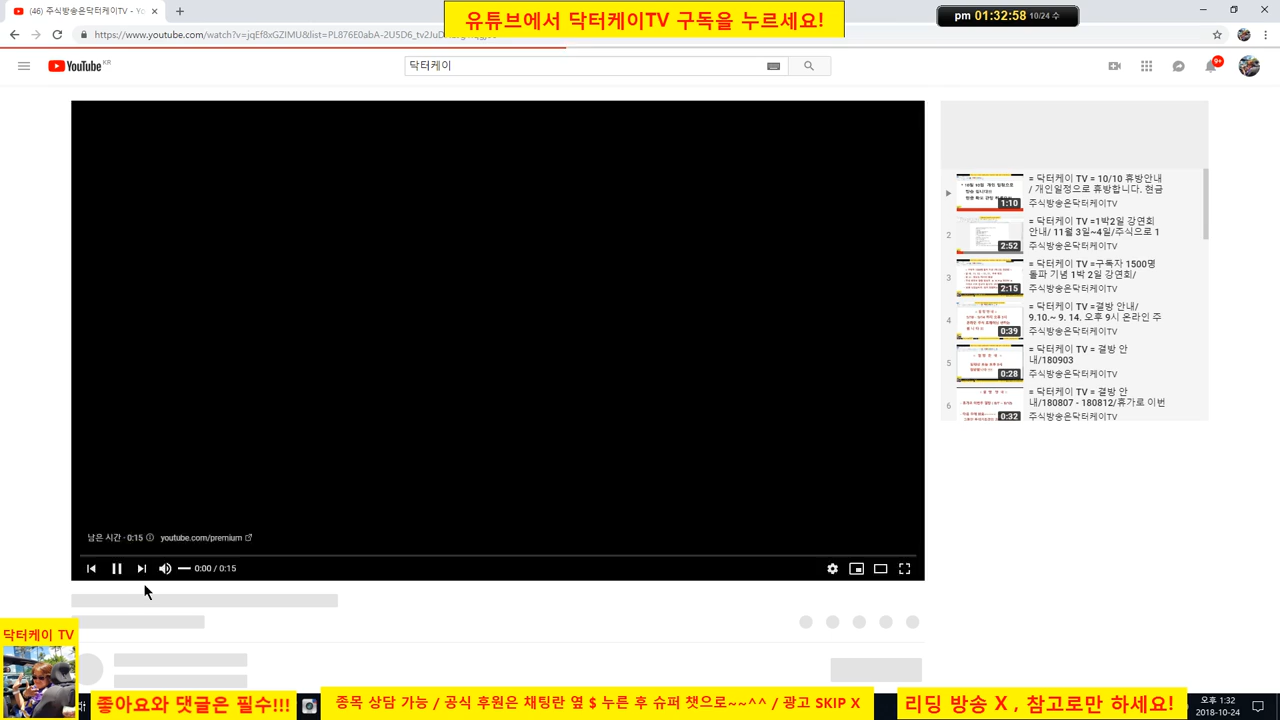 (46) 주식방송은닥터케이TV - Yo
유튜브에서 닥터케이TV 구독을 누르세요!
pm 01:32:58 10/24 수
YouTube KR
닥터케이
9+
= 닥터케이 TV = 10/10 휴방안내
/ 개인일정으로 휴방합니다. 현금
주식방송은닥터케이TV
1:10
2
= 닥터케이 TV =1박2일 강연회
안내/ 11월 3일~4일/주식으로 1
주식방송은닥터케이TV
2:52
3
= 닥터케이 TV =구독자 1500명
돌파 기념 1박 2일 강연회/
주식방송은닥터케이TV
2:15
4
= 닥터케이 TV =결방 안내/
9.10.~ 9. 14. 오후 9시 온라인 주
주식방송은닥터케이TV
0:39
5
= 닥터케이 TV = 결방 안
내/180903
주식방송은닥터케이TV
0:28
6
= 닥터케이 TV = 결방 안
내/180807 - 180812/휴가로 이번
주식방송은닥터케이TV
0:32
남은 시간 · 0:15 youtube.com/premium
0:00 / 0:15
닥터케이 TV
좋아요와 댓글은 필수!!!
종목 상담 가능 / 공식 후원은 채팅란 옆 $ 누른 후 슈퍼 챗으로~~^^ / 광고 SKIP X
리딩 방송 X , 참고로만 하세요!
오후 1:32
2018-10-24